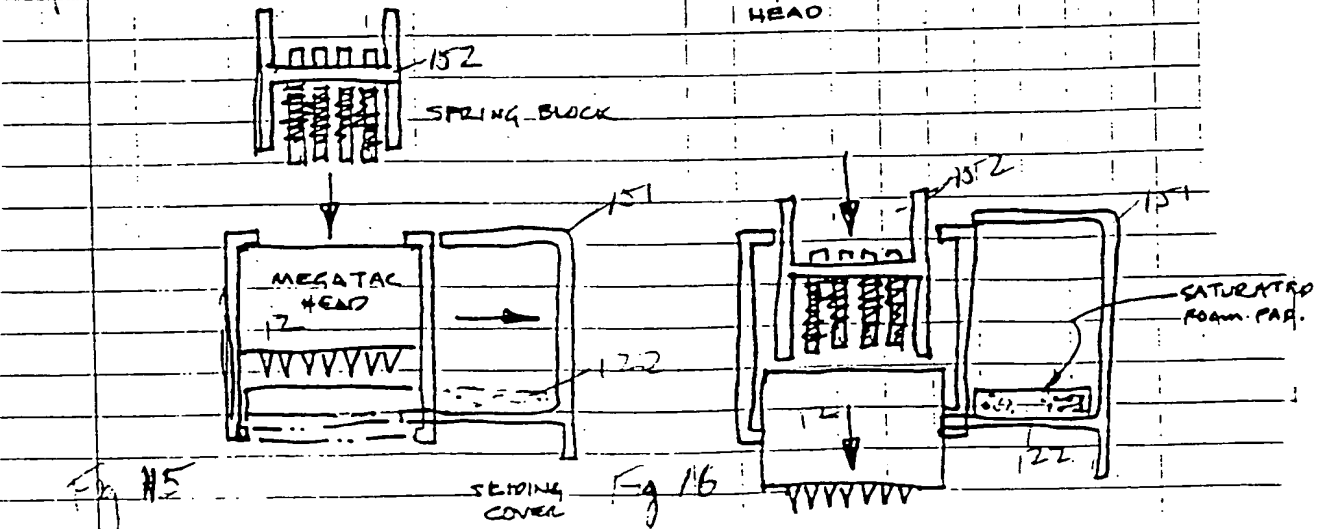 HEAD
152
SPRING BLOCK
152
151
151
MEGATAC
HEAD
12
SATURATED
FOAM PAD.
122
12
122
Fig 15
SLIDING
COVER
Fig 16